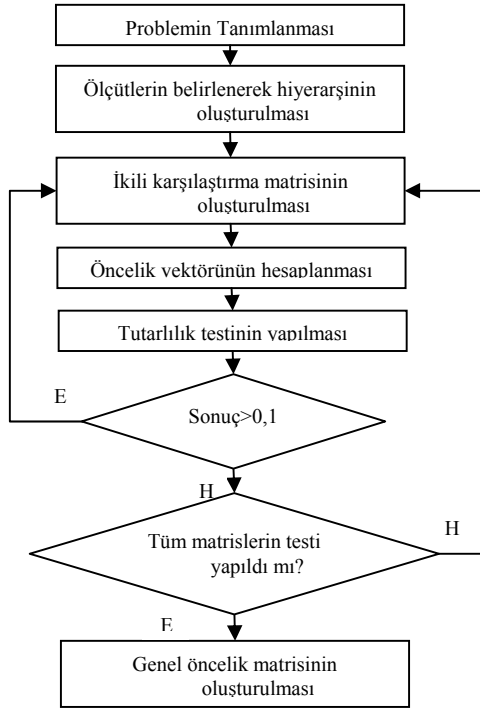 Problemin Tanımlanması
Ölçütlerin belirlenerek hiyerarşinin
oluşturulması
İkili karşılaştırma matrisinin
oluşturulması
Öncelik vektörünün hesaplanması
Tutarlılık testinin yapılması
E
Sonuç>0,1
H
Tüm matrislerin testi
yapıldı mı?
H
E
Genel öncelik matrisinin
oluşturulması